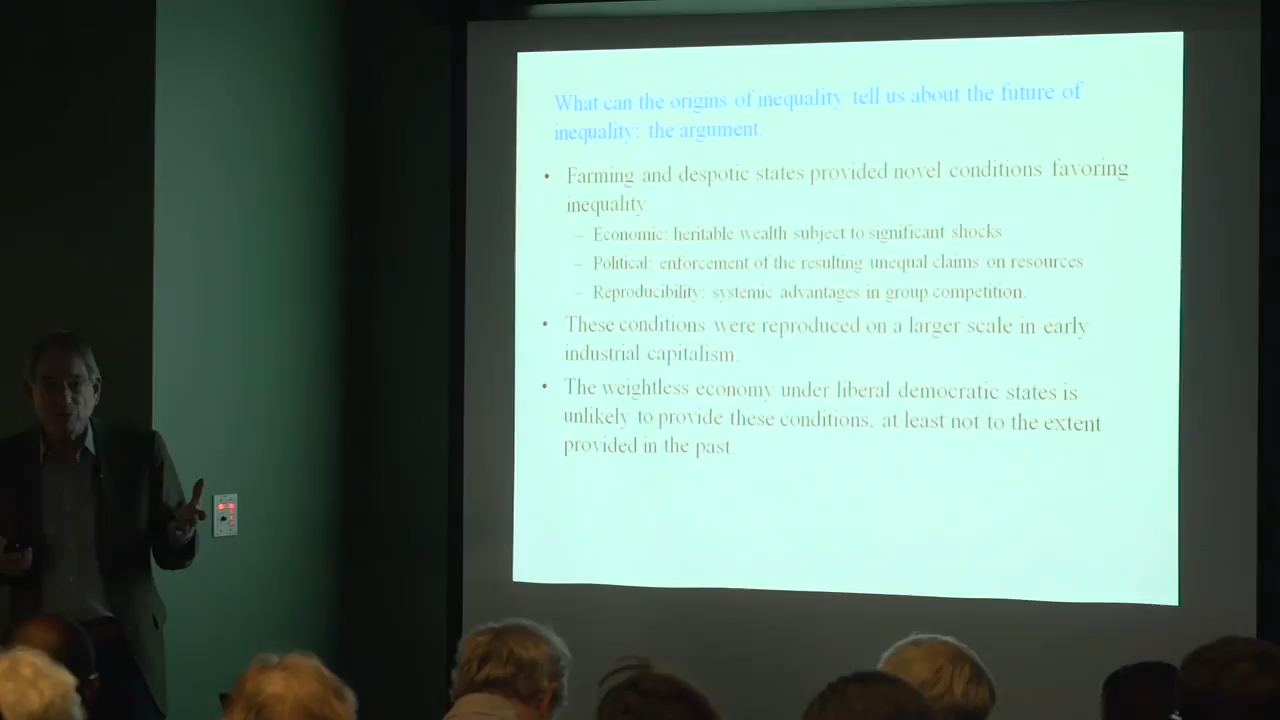 What can the origins of inequality tell us about the future of
inequality: the argument.
• Farming and despotic states provided novel conditions favoring
inequality
– Economic: heritable wealth subject to significant shocks
– Political: enforcement of the resulting unequal claims on resources
– Reproducibility: systemic advantages in group competition.
• These conditions were reproduced on a larger scale in early
industrial capitalism.
• The weightless economy under liberal democratic states is
unlikely to provide these conditions, at least not to the extent
provided in the past.